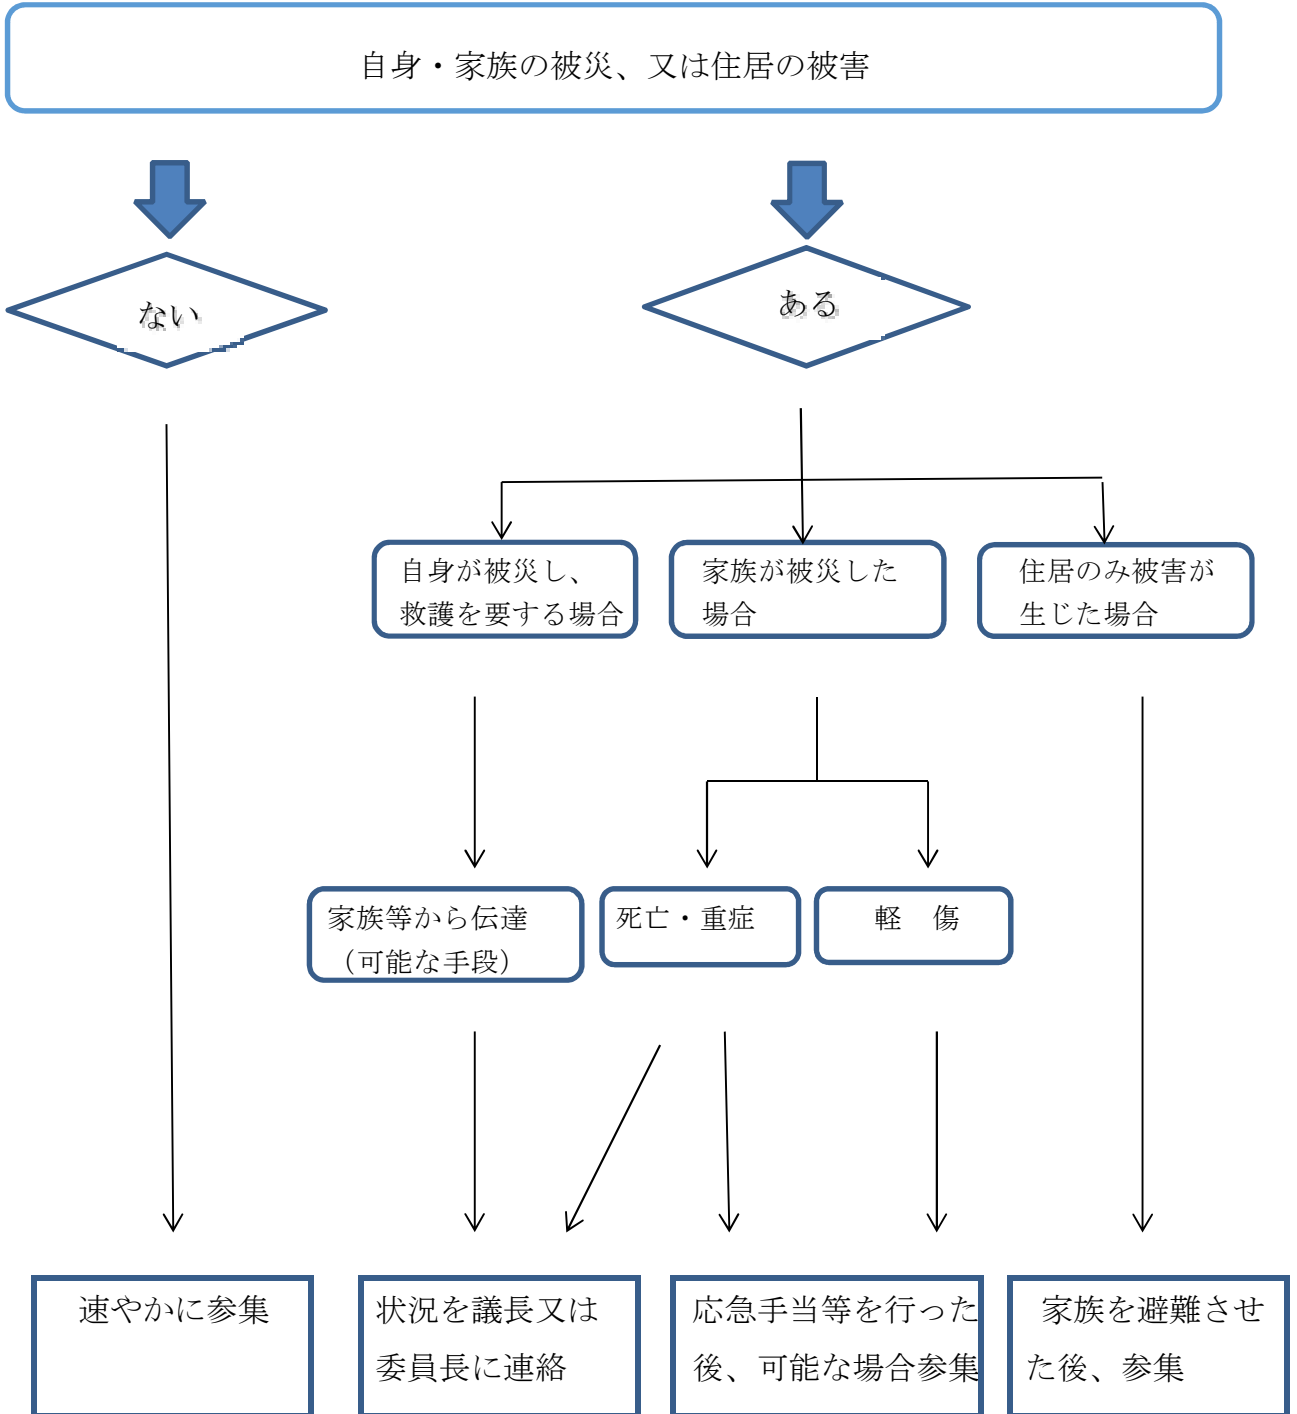 自身・家族の被災、又は住居の被害
ない
ある
自身が被災し、
救護を要する場合
家族が被災した
場合
住居のみ被害が
生じた場合
家族等から伝達
（可能な手段）
死亡・重症
軽　傷
速やかに参集
状況を議長又は
委員長に連絡
応急手当等を行った
後、可能な場合参集
家族を避難させ
た後、参集